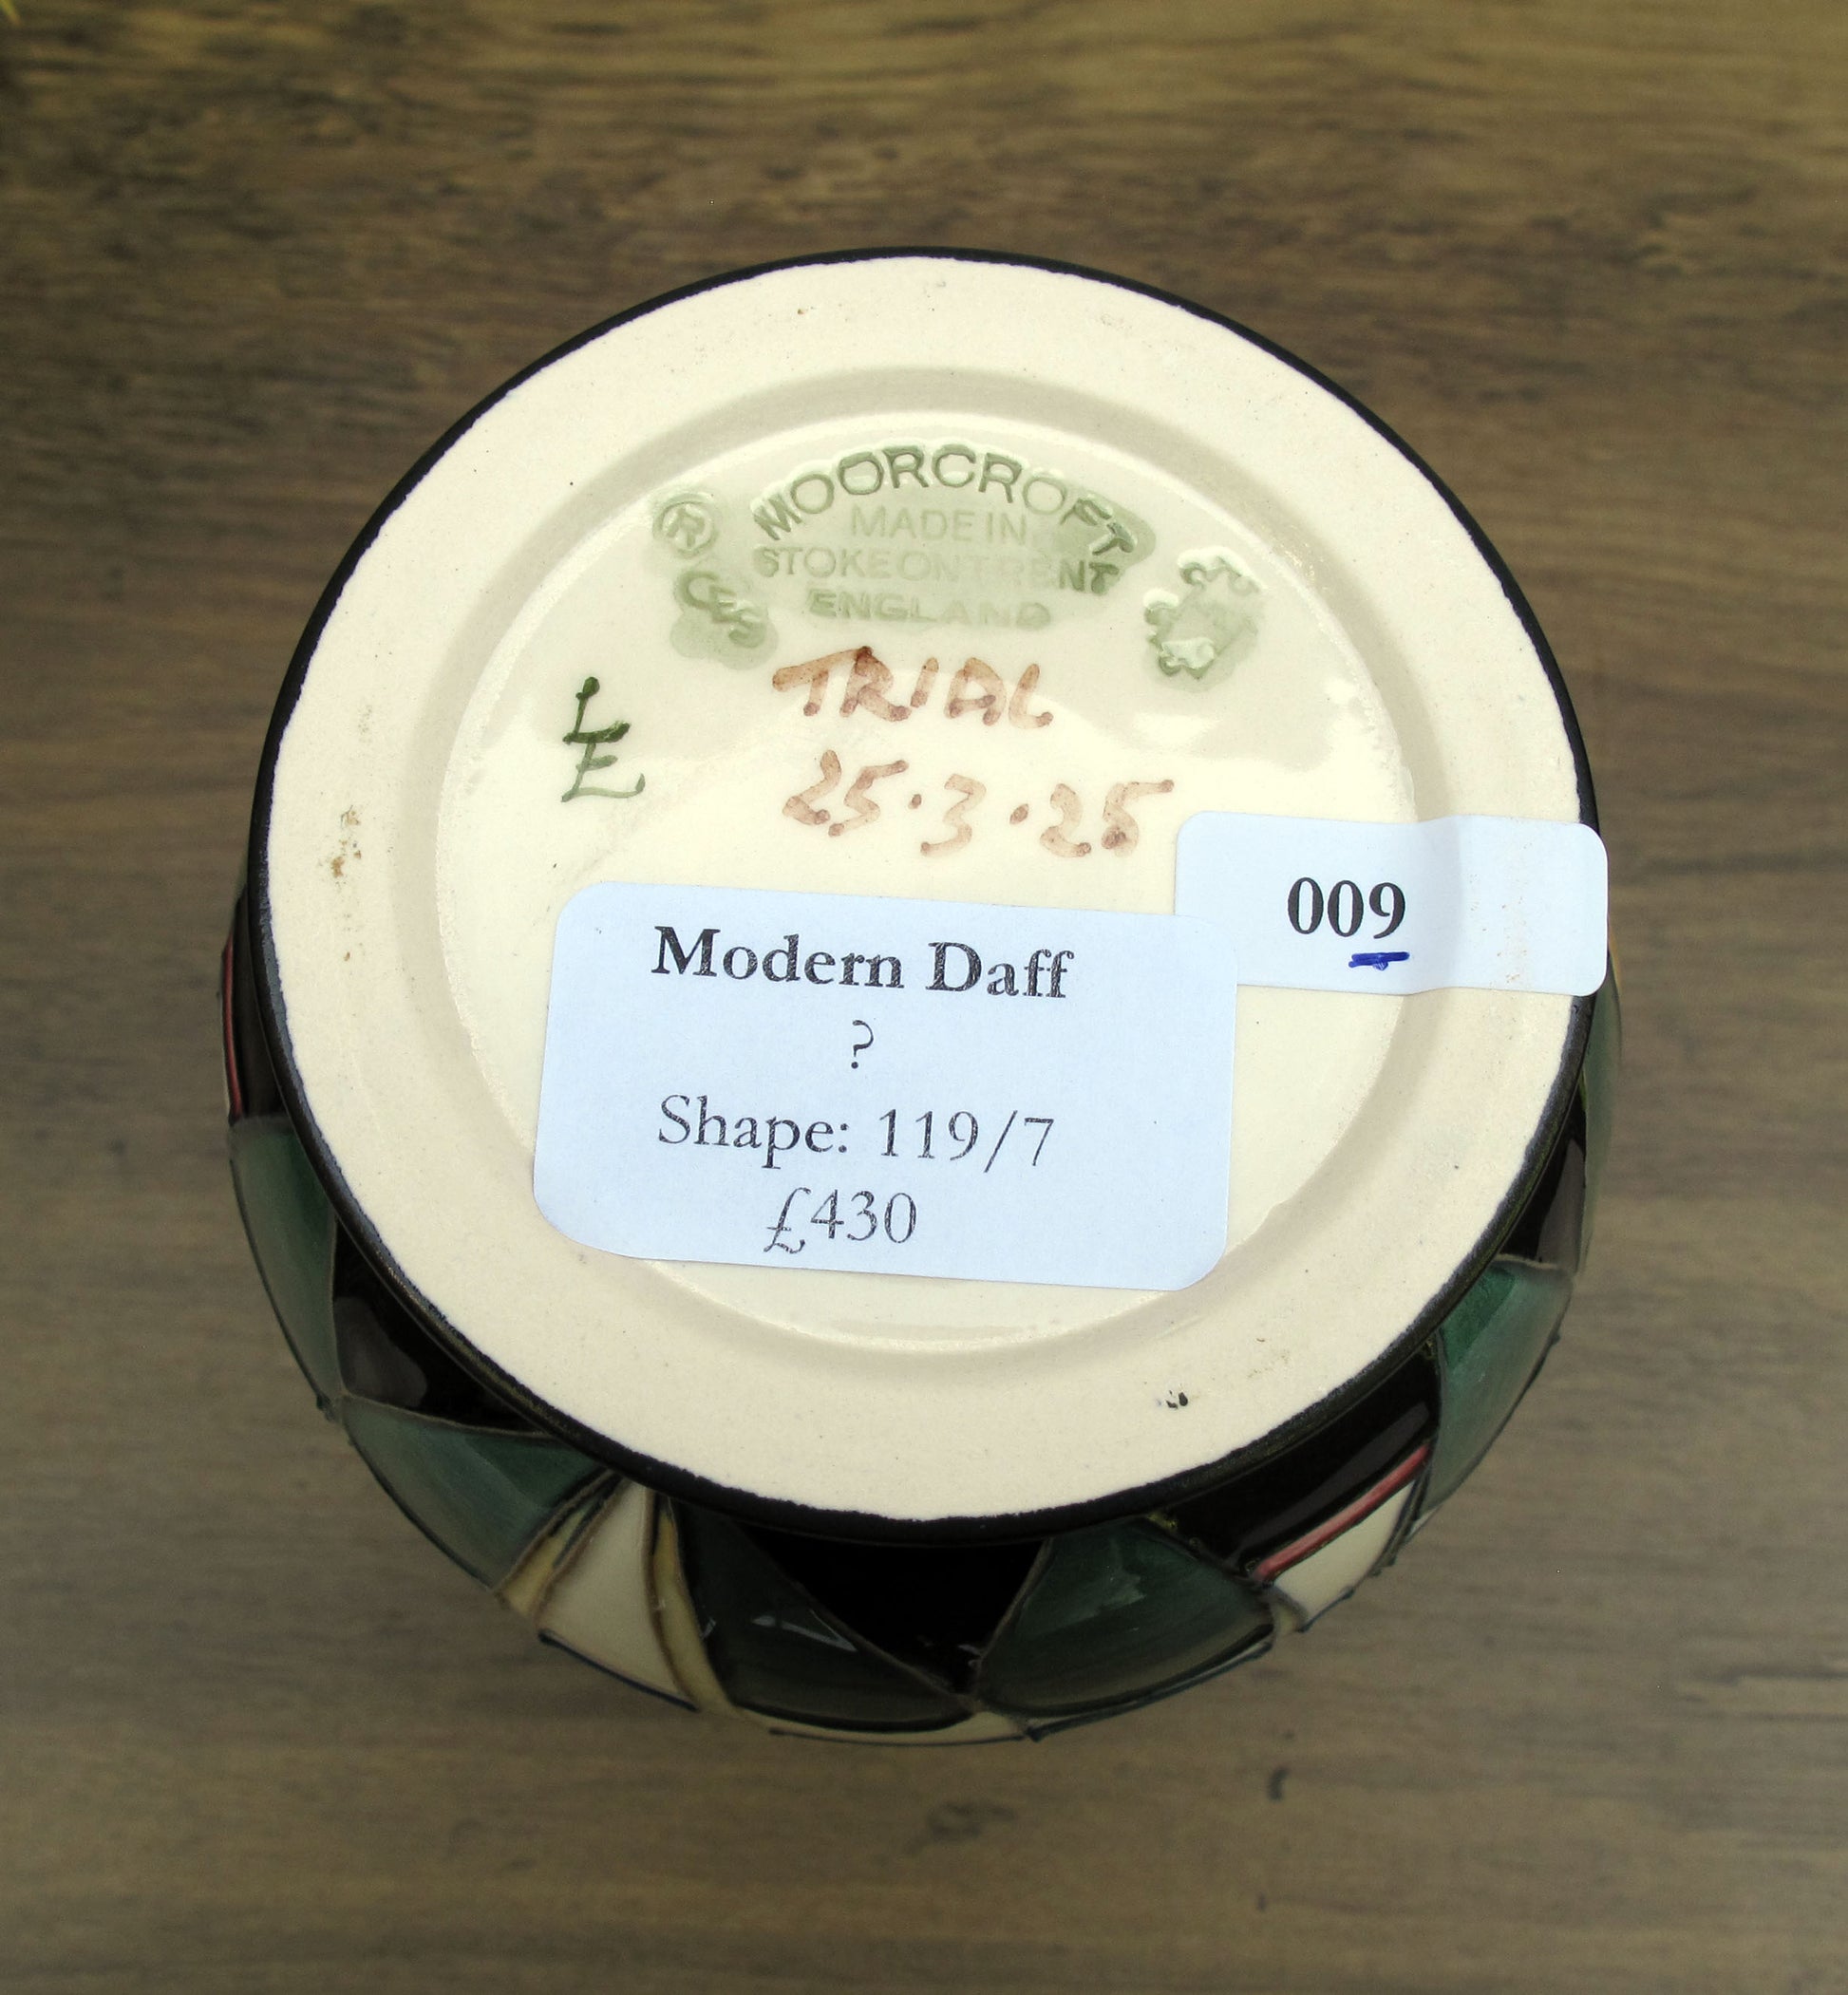 MOORCROFT
®
MADE IN
STOKE ON TRENT
ENGLAND
TRIAL
L
E
25.3.25
009
Modern Daff
?
Shape: 119/7
£430